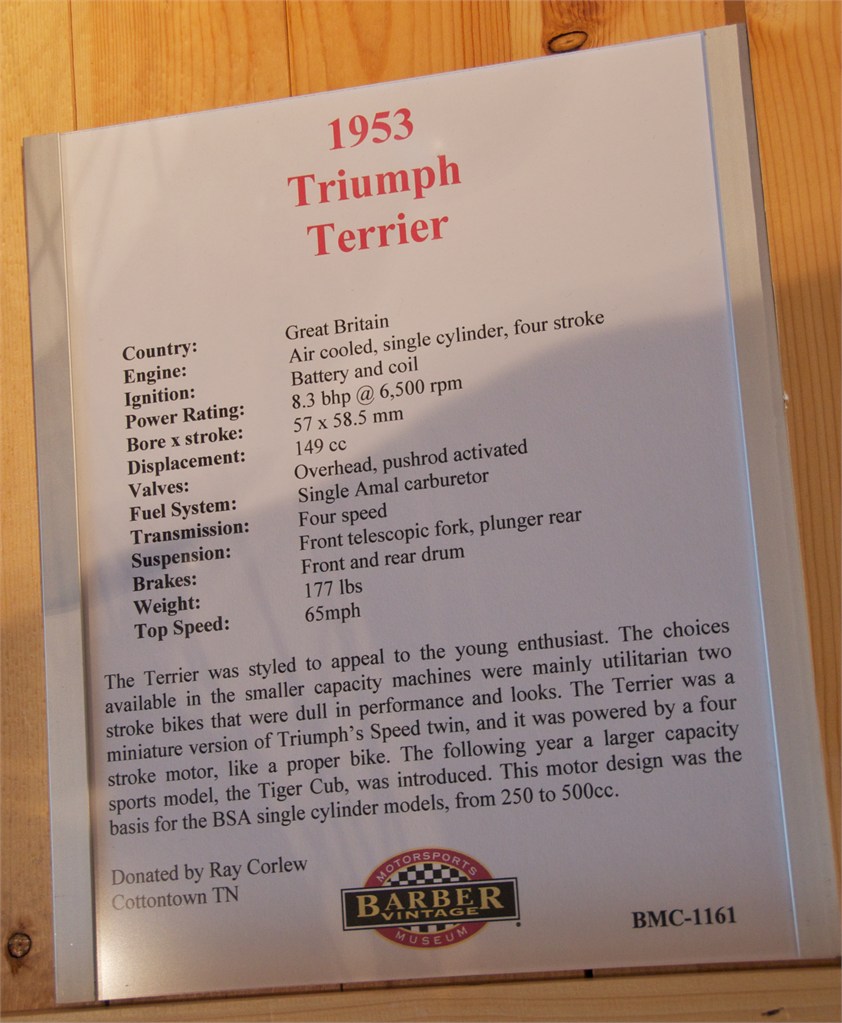 1953
Triumph
Terrier
Country: Great Britain
Engine: Air cooled, single cylinder, four stroke
Ignition: Battery and coil
Power Rating: 8.3 bhp @ 6,500 rpm
Bore x stroke: 57 x 58.5 mm
Displacement: 149 cc
Valves: Overhead, pushrod activated
Fuel System: Single Amal carburetor
Transmission: Four speed
Suspension: Front telescopic fork, plunger rear
Brakes: Front and rear drum
Weight: 177 lbs
Top Speed: 65mph
The Terrier was styled to appeal to the young enthusiast. The choices
available in the smaller capacity machines were mainly utilitarian two
stroke bikes that were dull in performance and looks. The Terrier was a
miniature version of Triumph's Speed twin, and it was powered by a four
stroke motor, like a proper bike. The following year a larger capacity
sports model, the Tiger Cub, was introduced. This motor design was the
basis for the BSA single cylinder models, from 250 to 500cc.
Donated by Ray Corlew
Cottontown TN
MOTORSPORTS
BARBER
VINTAGE
MUSEUM
BMC-1161